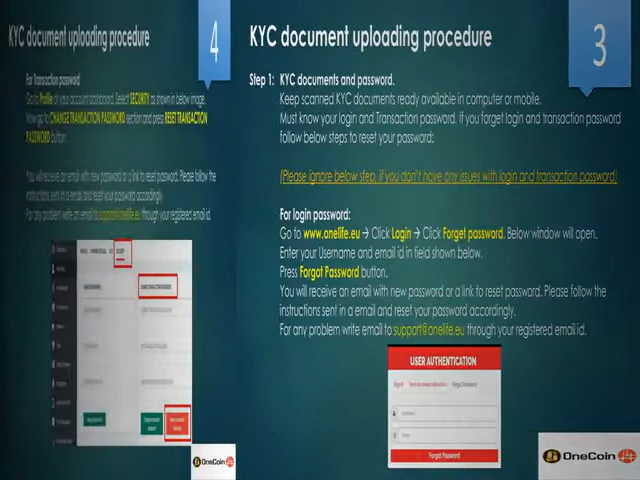 KYC document uploading procedure
4
For Transaction password:
Go to Profile of your account dashboard. Select SECURITY as shown in below image.
Now go to CHANGE TRANSACTION PASSWORD section and press RESET TRANSACTION
PASSWORD button.
You will receive an email with new password or a link to reset password. Please follow the
instructions sent in a email and reset your password accordingly.
For any problem write an email to support@onelife.eu through your registered email id.
OneCoin
KYC document uploading procedure
3
Step 1: KYC documents and password.
Keep scanned KYC documents ready available in computer or mobile.
Must know your login and Transaction password. If you forget login and transaction password
follow below steps to reset your password:
(Please ignore below step, if you don't have any issues with login and transaction password)
For login password:
Go to www.onelife.eu → Click Login → Click Forget password. Below window will open.
Enter your Username and email id in field shown below.
Press Forgot Password button.
You will receive an email with new password or a link to reset password. Please follow the
instructions sent in a email and reset your password accordingly.
For any problem write email to support@onelife.eu through your registered email id.
USER AUTHENTICATION
Forgot Password
Forgot Password
OneCoin